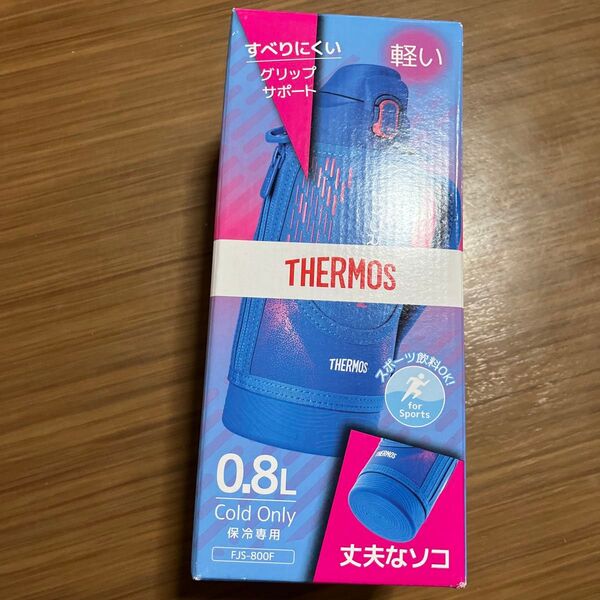 すべりにくい
グリップ
サポート
軽い
THERMOS
THERMOS
スポーツ飲料OK!
for
Sports
0.8L
Cold Only
保冷専用
FJS-800F
丈夫なソコ